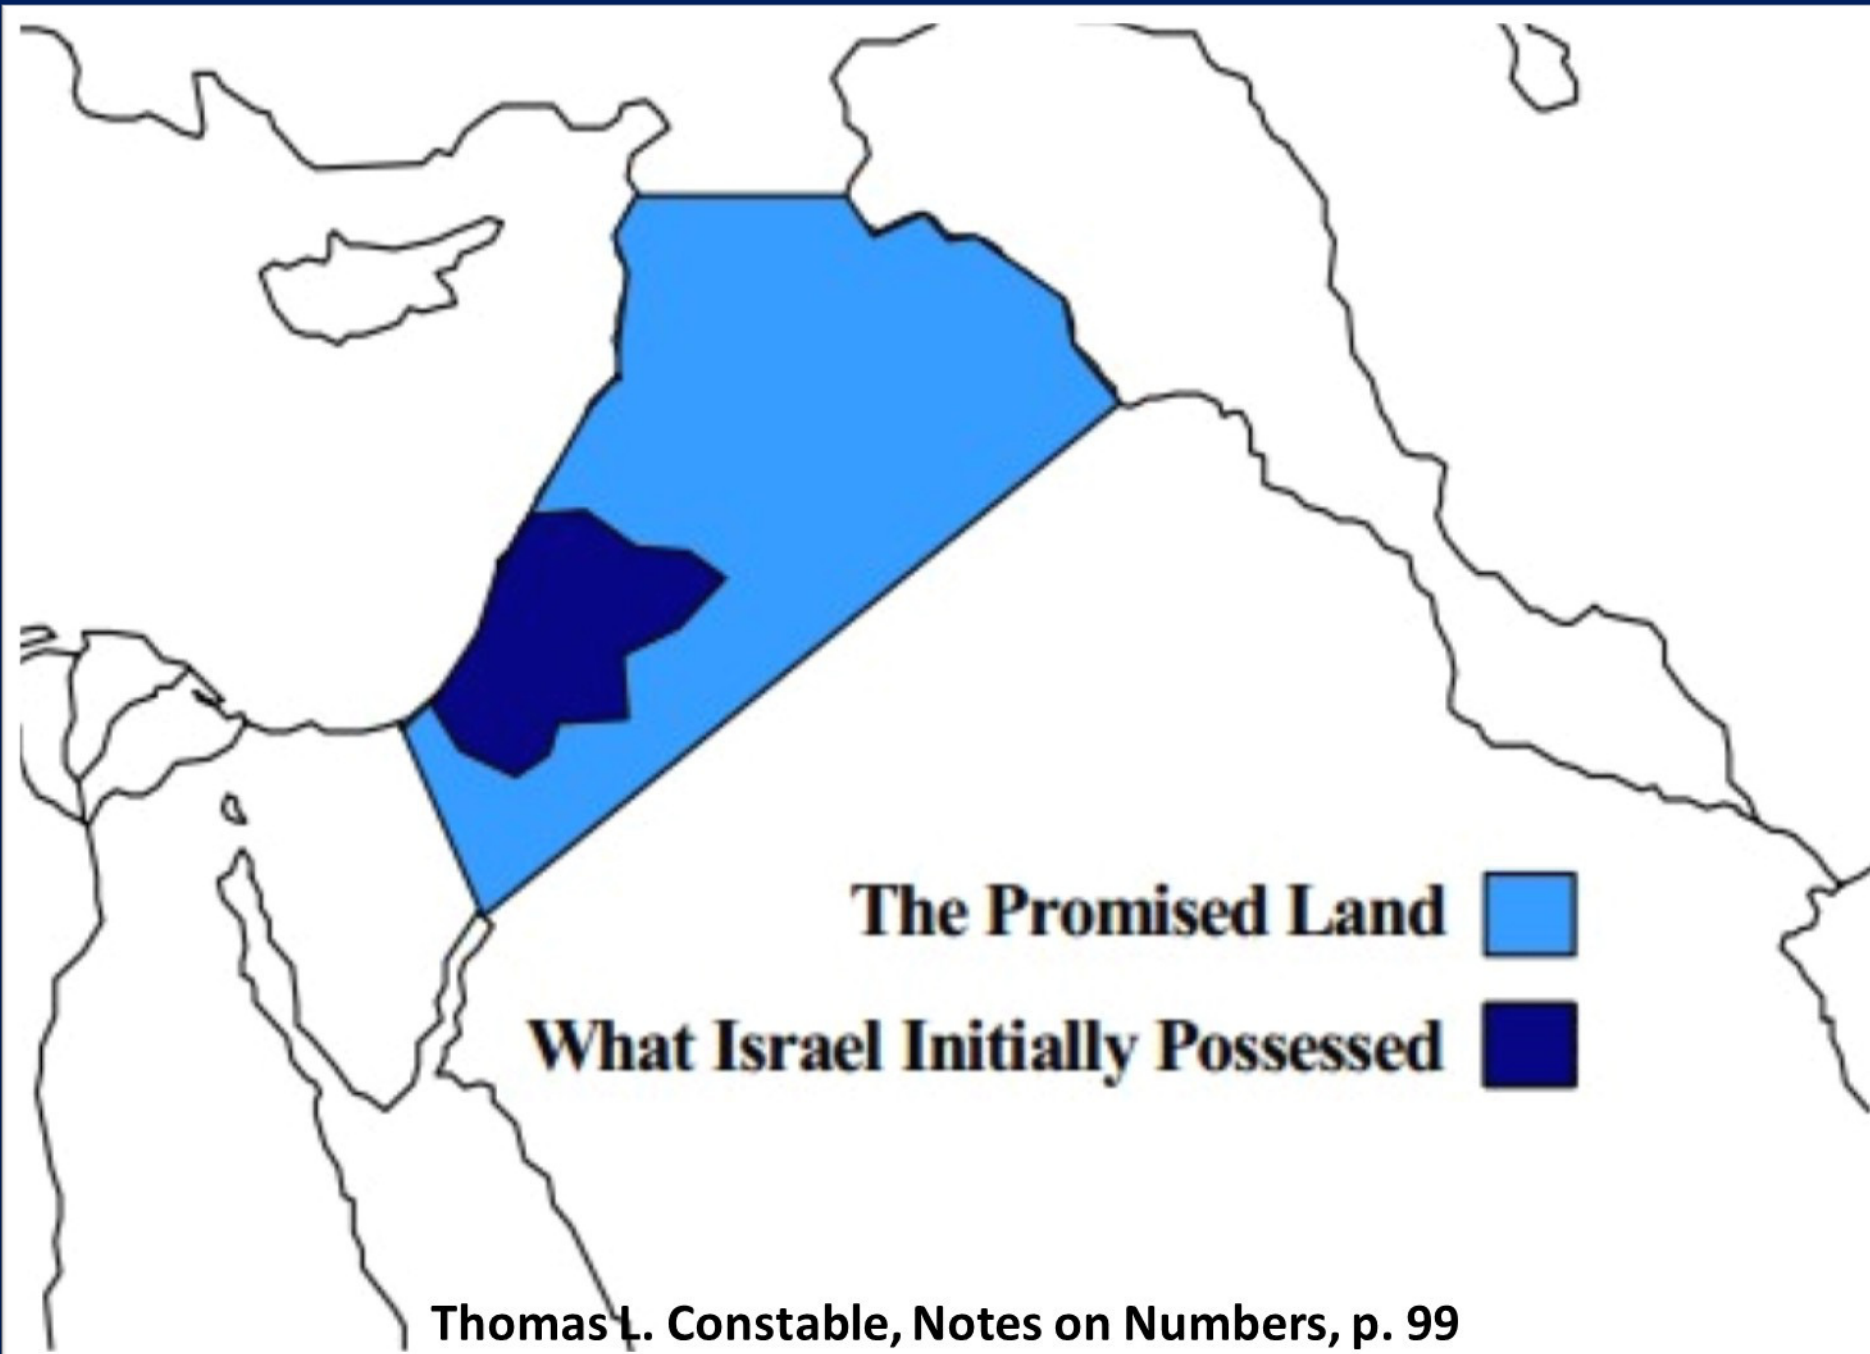 The Promised Land
What Israel Initially Possessed
Thomas L. Constable, Notes on Numbers, p. 99